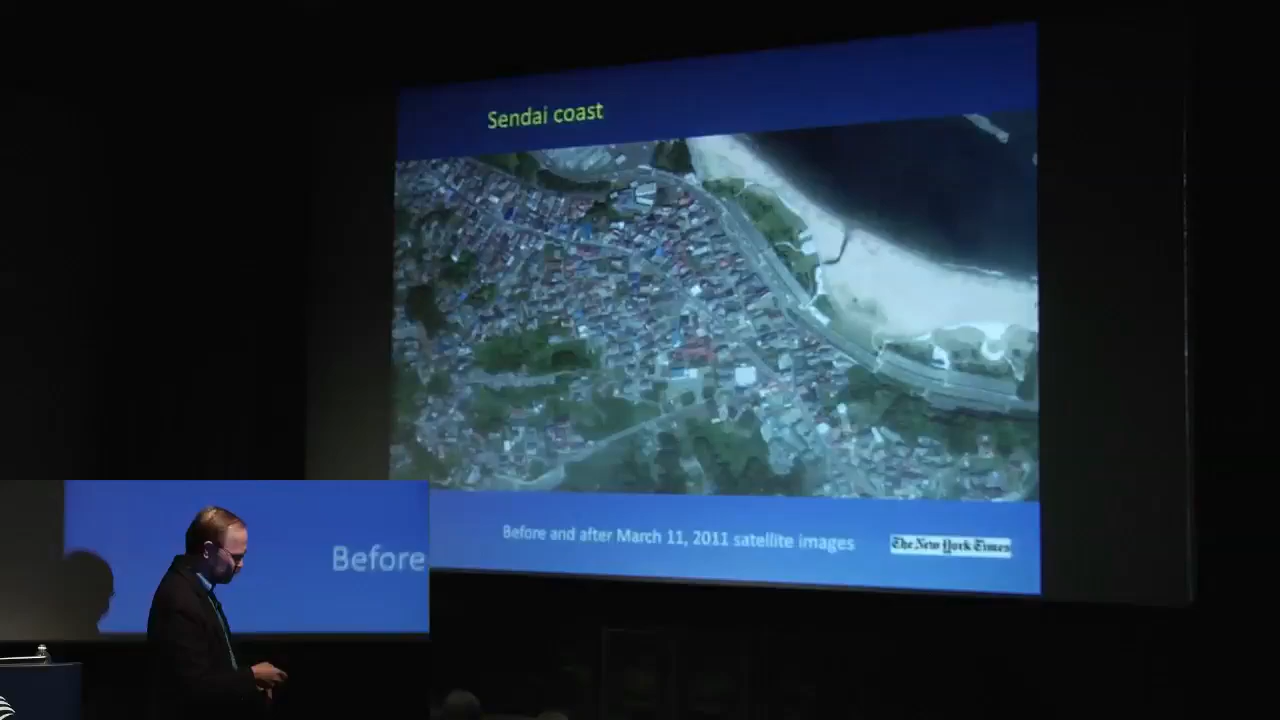 Sendai coast
Before and after March 11, 2011 satellite images
The New York Times
Before